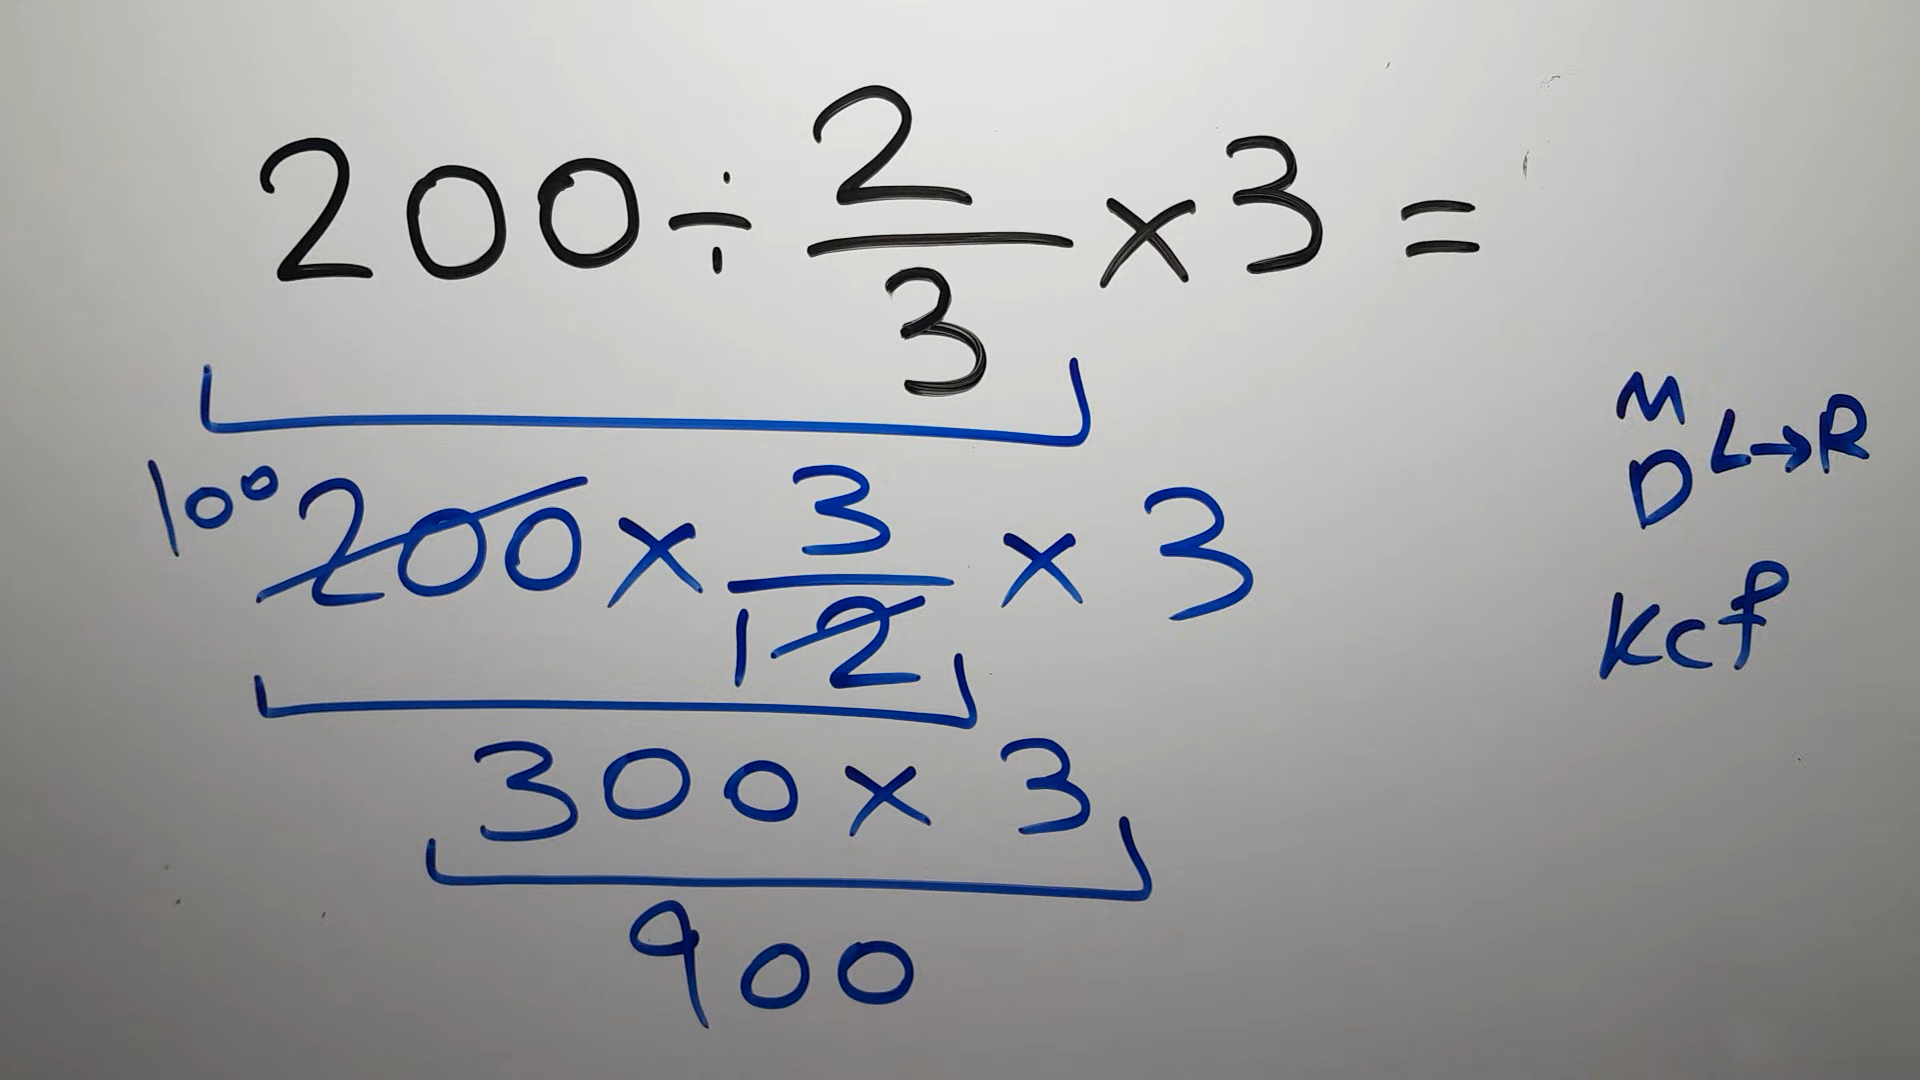 200 ÷ 2/3 × 3 =
100 200 × 3/2 1 × 3
300 × 3
900
M
D L→R
Kcf